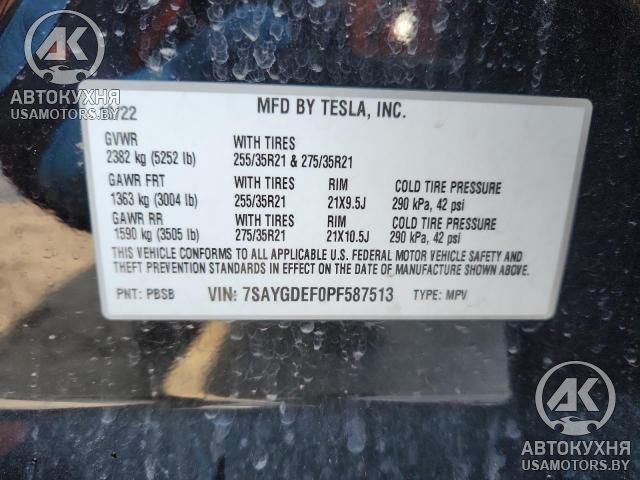 AK
АВТОКУХНЯ
USAMOTORS.BY
/22
MFD BY TESLA, INC.
GVWR
2382 kg (5252 lb)
WITH TIRES
255/35R21 & 275/35R21
GAWR FRT
1363 kg (3004 lb)
WITH TIRES
255/35R21
RIM
21X9.5J
COLD TIRE PRESSURE
290 kPa, 42 psi
GAWR RR
1590 kg (3505 lb)
WITH TIRES
275/35R21
RIM
21X10.5J
COLD TIRE PRESSURE
290 kPa, 42 psi
THIS VEHICLE CONFORMS TO ALL APPLICABLE U.S. FEDERAL MOTOR VEHICLE SAFETY AND
THEFT PREVENTION STANDARDS IN EFFECT ON THE DATE OF MANUFACTURE SHOWN ABOVE.
PNT: PBSB
VIN: 7SAYGDEF0PF587513
TYPE: MPV
AK
АВТОКУХНЯ
USAMOTORS.BY